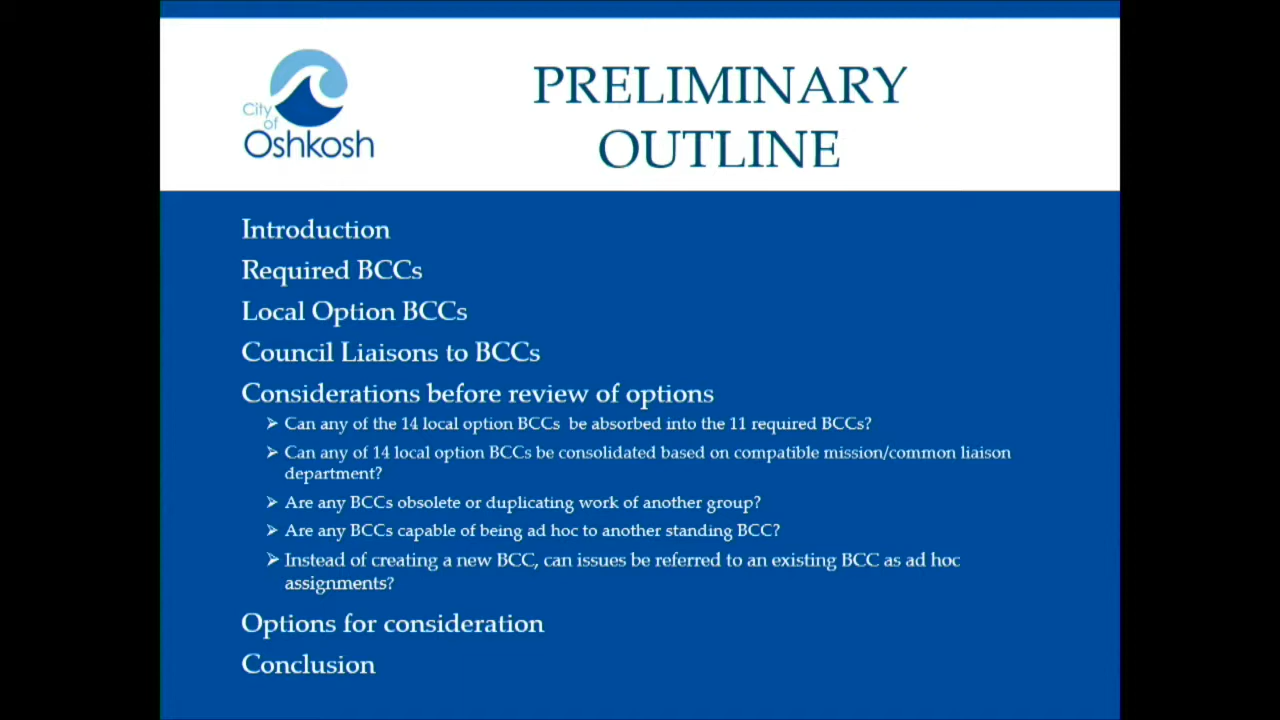 City
of
Oshkosh
PRELIMINARY
OUTLINE
Introduction
Required BCCs
Local Option BCCs
Council Liaisons to BCCs
Considerations before review of options
➢ Can any of the 14 local option BCCs  be absorbed into the 11 required BCCs?
➢ Can any of 14 local option BCCs be consolidated based on compatible mission/common liaison
department?
➢ Are any BCCs obsolete or duplicating work of another group?
➢ Are any BCCs capable of being ad hoc to another standing BCC?
➢ Instead of creating a new BCC, can issues be referred to an existing BCC as ad hoc
assignments?
Options for consideration
Conclusion